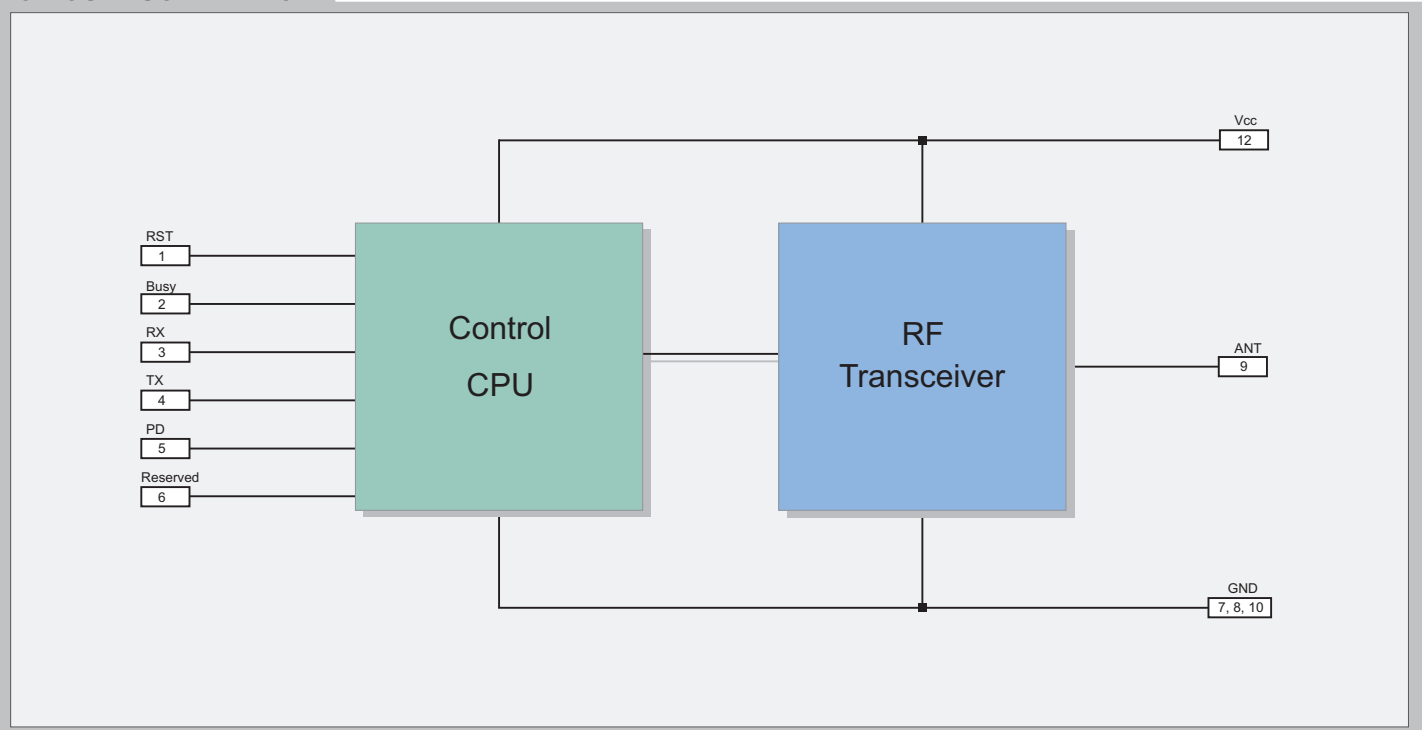 Vcc
12
RST
1
Busy
2
RX
3
TX
4
PD
5
Reserved
6
Control
CPU
RF
Transceiver
ANT
9
GND
7, 8, 10